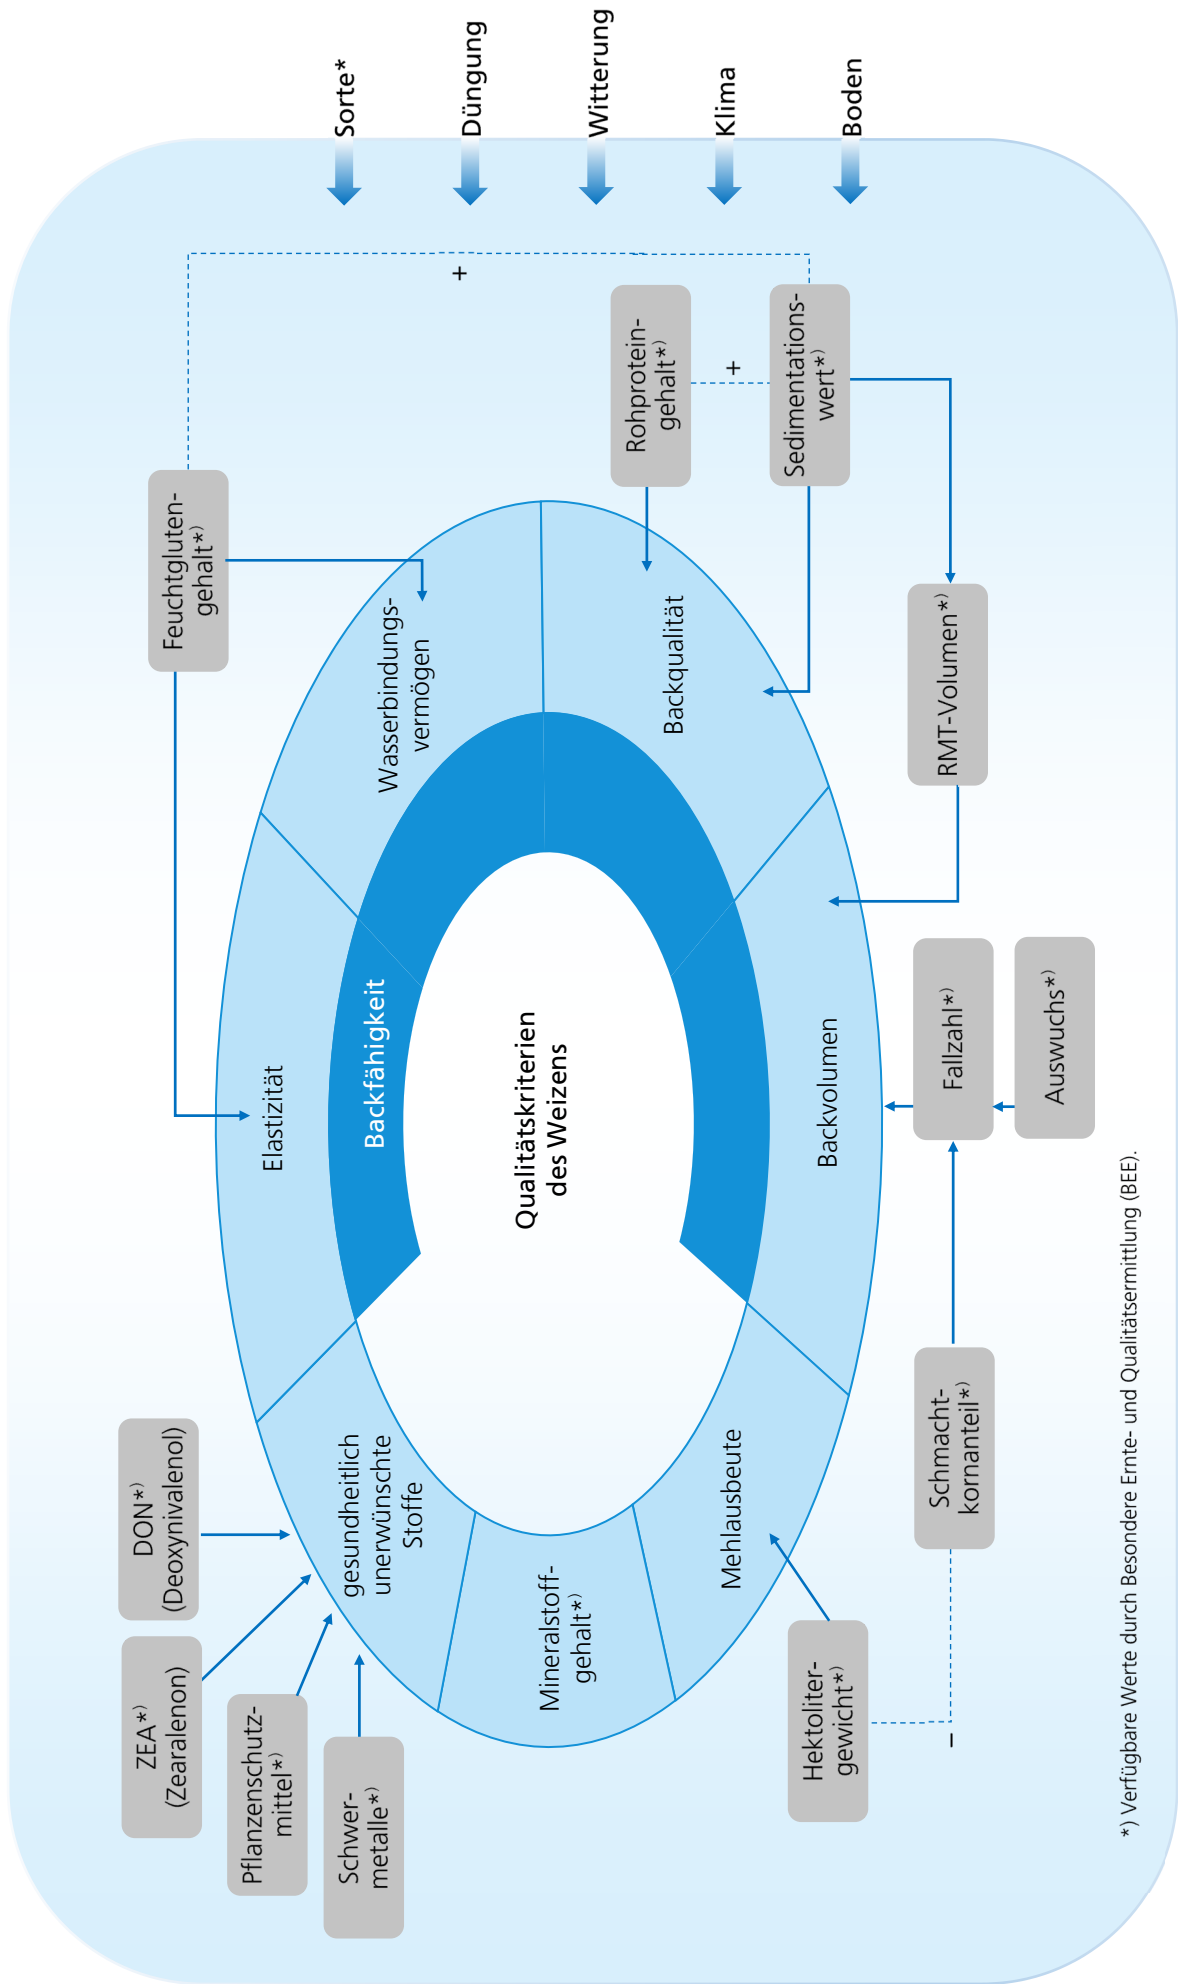 Sorte*
Düngung
Witterung
Klima
Boden
Feuchtgluten-
gehalt*)
+
Rohprotein-
gehalt*)
+
Sedimentations-
wert*)
RMT-Volumen*)
DON*)
(Deoxynivalenol)
ZEA*)
(Zearalenon)
Pflanzenschutz-
mittel*)
Schwer-
metalle*)
Elastizität
Wasserbindungs-
vermögen
Backqualität
Backvolumen
Mehlausbeute
Mineralstoff-
gehalt*)
gesundheitlich
unerwünschte
Stoffe
Backfähigkeit
Qualitätskriterien
des Weizens
Fallzahl*)
Auswuchs*)
Schmacht-
kornanteil*)
Hektoliter-
gewicht*)
–
*) Verfügbare Werte durch Besondere Ernte- und Qualitätsermittlung (BEE).